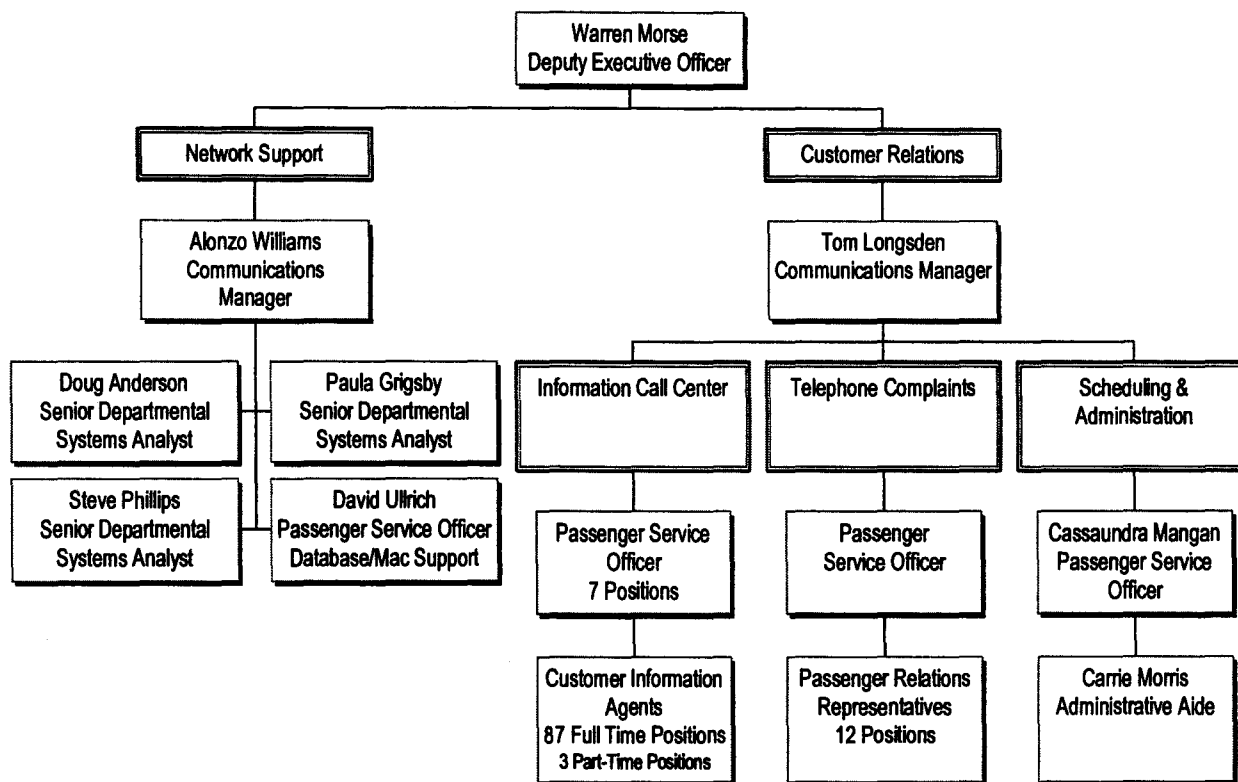 Warren Morse
Deputy Executive Officer
Network Support
Customer Relations
Alonzo Williams
Communications
Manager
Tom Longsden
Communications Manager
Doug Anderson
Senior Departmental
Systems Analyst
Paula Grigsby
Senior Departmental
Systems Analyst
Steve Phillips
Senior Departmental
Systems Analyst
David Ullrich
Passenger Service Officer
Database/Mac Support
Information Call Center
Telephone Complaints
Scheduling &
Administration
Passenger Service
Officer
7 Positions
Passenger
Service Officer
Cassaundra Mangan
Passenger Service
Officer
Customer Information
Agents
87 Full Time Positions
3 Part-Time Positions
Passenger Relations
Representatives
12 Positions
Carrie Morris
Administrative Aide